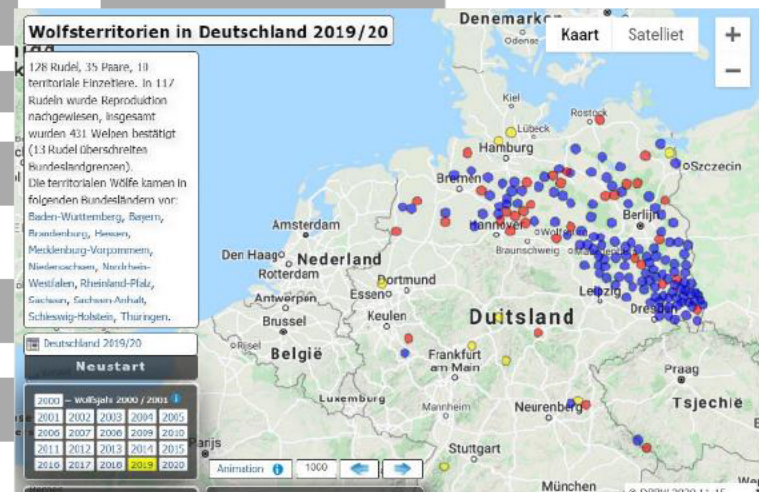 Wolfsterritorien in Deutschland 2019/20
128 Rudel, 35 Paare, 10
territoriale Einzeltiere. In 117
Rudeln wurde Reproduktion
nachgewiesen, insgesamt
wurden 431 Welpen bestätigt
(13 Rudel überschreiten
Bundeslandgrenzen).
Die territorialen Wölfe kamen in
folgenden Bundesländern vor:
Baden-Württemberg, Bayern,
Brandenburg, Hessen,
Mecklenburg-Vorpommern,
Niedersachsen, Nordrhein-
Westfalen, Rheinland-Pfalz,
Sachsen, Sachsen-Anhalt,
Schleswig-Holstein, Thüringen.
Deutschland 2019/20
Neustart
2000 – Wolfsjahr 2000 / 2001
2001 2002 2003 2004 2005
2006 2007 2008 2009 2010
2011 2012 2013 2014 2015
2016 2017 2018 2019 2020
Animation 1000
Kaart Satelliet
+
−
Odense
Kiel
Rostock
Lübeck
Hamburg
Szczecin
Bremen
Berlijn
Hannover
Braunschweig
Amsterdam
Den Haag
Nederland
Rotterdam
Dortmund
Essen
Antwerpen
Leipzig
Dresden
Keulen
Duitsland
Brussel
Rijsel
België
Frankfurt
am Main
Praag
Luxemburg
Mannheim
Neurenberg
Tsjechië
Parijs
Stuttgart
München